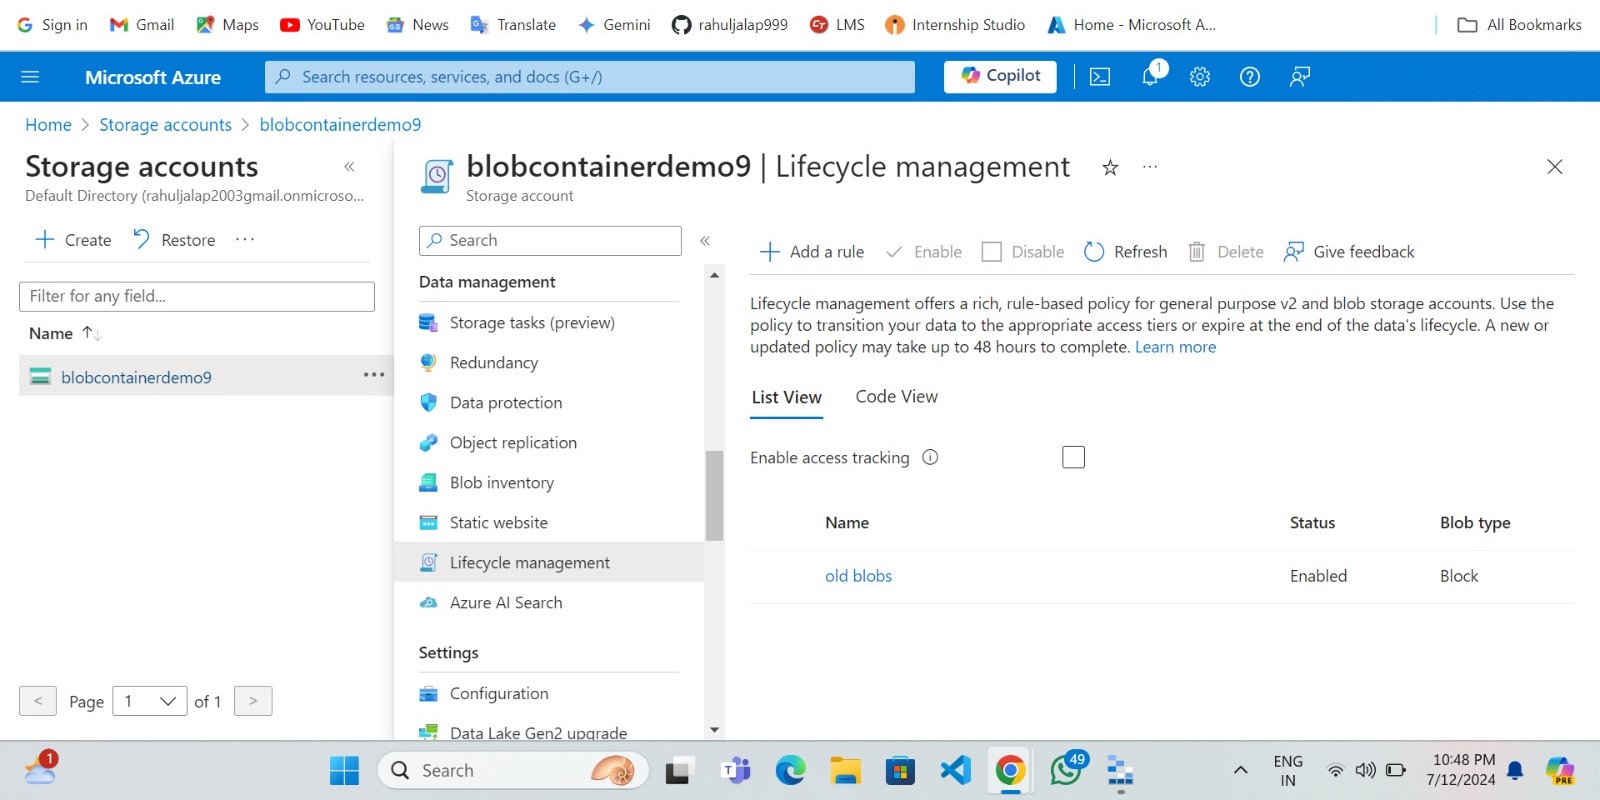 Sign in Gmail Maps YouTube News Translate Gemini rahuljalap999 LMS Internship Studio Home - Microsoft A... All Bookmarks
Microsoft Azure Search resources, services, and docs (G+/) Copilot 1
Home > Storage accounts > blobcontainerdemo9
Storage accounts «
Default Directory (rahuljalap2003gmail.onmicroso...
+ Create Restore ...
Filter for any field...
Name ↑↓
blobcontainerdemo9 ...
< Page 1 of 1 >
blobcontainerdemo9 | Lifecycle management ...
Storage account
Search «
Data management
Storage tasks (preview)
Redundancy
Data protection
Object replication
Blob inventory
Static website
Lifecycle management
Azure AI Search
Settings
Configuration
Data Lake Gen2 upgrade
+ Add a rule Enable Disable Refresh Delete Give feedback
Lifecycle management offers a rich, rule-based policy for general purpose v2 and blob storage accounts. Use the
policy to transition your data to the appropriate access tiers or expire at the end of the data's lifecycle. A new or
updated policy may take up to 48 hours to complete. Learn more
List View Code View
Enable access tracking
Name Status Blob type
old blobs Enabled Block
1 Search 49 ENG 10:48 PM
IN 7/12/2024 PRE